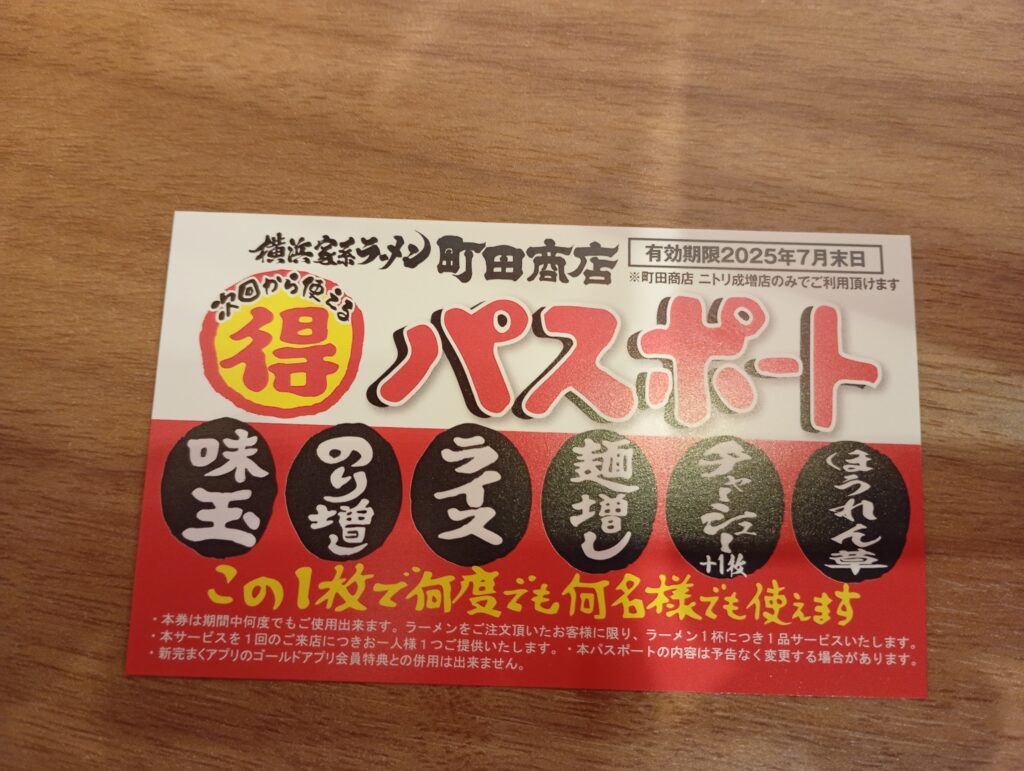 横浜家系ラーメン 町田商店
有効期限2025年7月末日
※町田商店 ニトリ成増店のみでご利用頂けます
次回から使える
得
パスポート
味玉
のり増し
ライス
麺増し
チャーシュー+1枚
ほうれん草
この1枚で何度でも何名様でも使えます
・本券は期間中何度でもご使用出来ます。ラーメンをご注文頂いたお客様に限り、ラーメン1杯につき1品サービスいたします。
・本サービスを1回のご来店につきお一人様1つご提供いたします。・本パスポートの内容は予告なく変更する場合があります。
・新完まくアプリのゴールドアプリ会員特典との併用は出来ません。